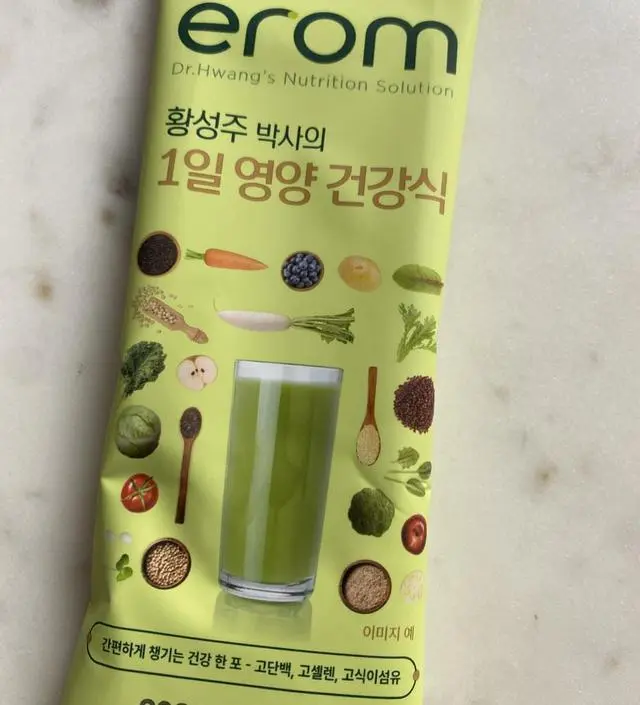 erom
Dr.Hwang's Nutrition Solution
황성주 박사의
1일 영양 건강식
이미지 예
간편하게 챙기는 건강 한 포 - 고단백, 고셀렌, 고식이섬유